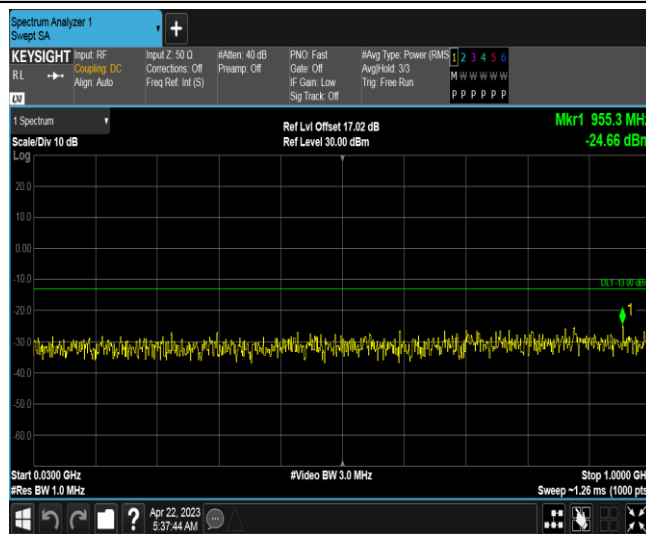 Spectrum Analyzer 1
Swept SA
+
KEYSIGHT
RL
LXI
Input: RF
Coupling: DC
Align: Auto
Input Z: 50 Ω
Corrections: Off
Freq Ref: Int (S)
#Atten: 40 dB
Preamp: Off
PNO: Fast
Gate: Off
IF Gain: Low
Sig Track: Off
#Avg Type: Power (RMS
Avg|Hold: 3/3
Trig: Free Run
1 2 3 4 5 6
M W W W W W
P P P P P P
1 Spectrum
Scale/Div 10 dB
Log
Ref Lvl Offset 17.02 dB
Ref Level 30.00 dBm
Mkr1 955.3 MHz
-24.66 dBm
20.0
10.0
0.00
-10.0
DL1 -13.00 dBm
-20.0
1
-30.0
-40.0
-50.0
-60.0
Start 0.0300 GHz
#Res BW 1.0 MHz
#Video BW 3.0 MHz
Stop 1.0000 GH
Sweep ~1.26 ms (1000 pts
?
Apr 22, 2023
5:37:44 AM